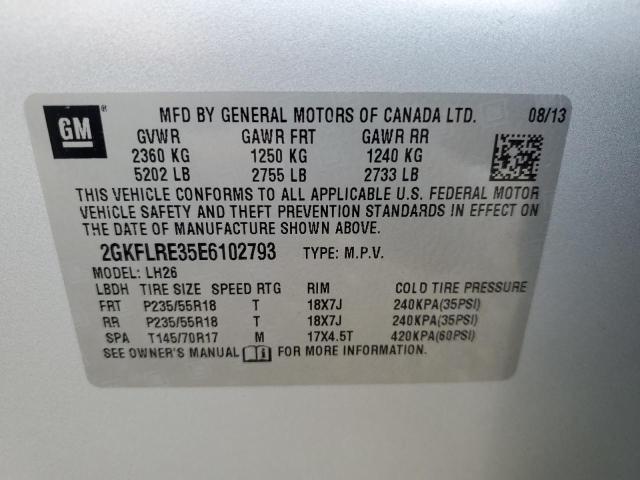 GM ®
MFD BY GENERAL MOTORS OF CANADA LTD. 08/13
GVWR GAWR FRT GAWR RR
2360 KG 1250 KG 1240 KG
5202 LB 2755 LB 2733 LB
THIS VEHICLE CONFORMS TO ALL APPLICABLE U.S. FEDERAL MOTOR
VEHICLE SAFETY AND THEFT PREVENTION STANDARDS IN EFFECT ON
THE DATE OF MANUFACTURE SHOWN ABOVE.
2GKFLRE35E6102793 TYPE: M.P.V.
MODEL: LH26
LBDH TIRE SIZE SPEED RTG RIM COLD TIRE PRESSURE
FRT P235/55R18 T 18X7J 240KPA(35PSI)
RR P235/55R18 T 18X7J 240KPA(35PSI)
SPA T145/70R17 M 17X4.5T 420KPA(60PSI)
SEE OWNER'S MANUAL i FOR MORE INFORMATION.